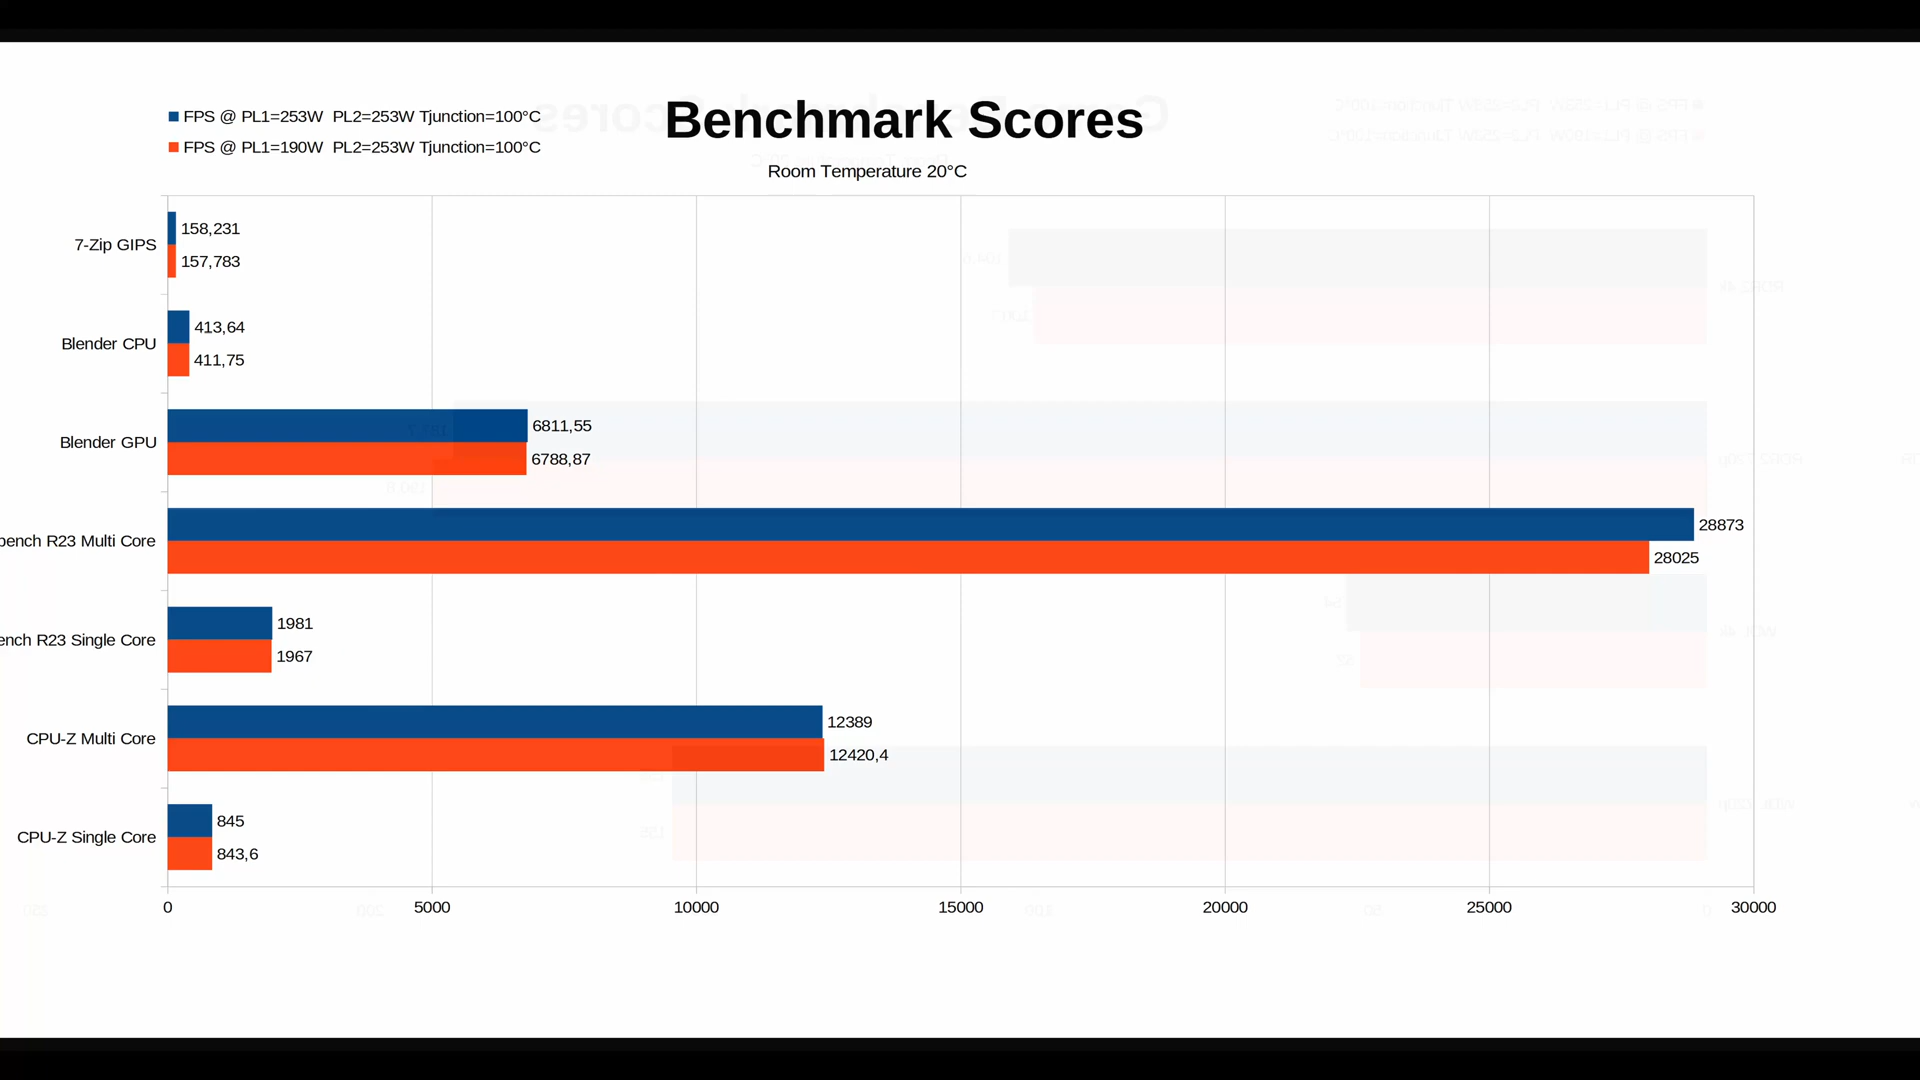 FPS @ PL1=253W PL2=253W Tjunction=100°C
FPS @ PL1=190W PL2=253W Tjunction=100°C
Benchmark Scores
Room Temperature 20°C
7-Zip GIPS
158,231
157,783
Blender CPU
413,64
411,75
Blender GPU
6811,55
6788,87
bench R23 Multi Core
28873
28025
ench R23 Single Core
1981
1967
CPU-Z Multi Core
12389
12420,4
CPU-Z Single Core
845
843,6
0 5000 10000 15000 20000 25000 30000